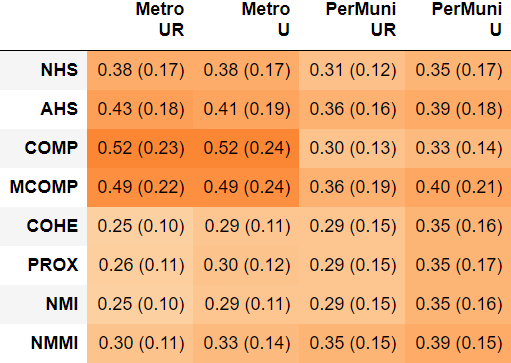 Metro Metro PerMuni PerMuni
UR U UR U
NHS 0.38 (0.17) 0.38 (0.17) 0.31 (0.12) 0.35 (0.17)
AHS 0.43 (0.18) 0.41 (0.19) 0.36 (0.16) 0.39 (0.18)
COMP 0.52 (0.23) 0.52 (0.24) 0.30 (0.13) 0.33 (0.14)
MCOMP 0.49 (0.22) 0.49 (0.24) 0.36 (0.19) 0.40 (0.21)
COHE 0.25 (0.10) 0.29 (0.11) 0.29 (0.15) 0.35 (0.16)
PROX 0.26 (0.11) 0.30 (0.12) 0.29 (0.15) 0.35 (0.17)
NMI 0.25 (0.10) 0.29 (0.11) 0.29 (0.15) 0.35 (0.16)
NMMI 0.30 (0.11) 0.33 (0.14) 0.35 (0.15) 0.39 (0.15)